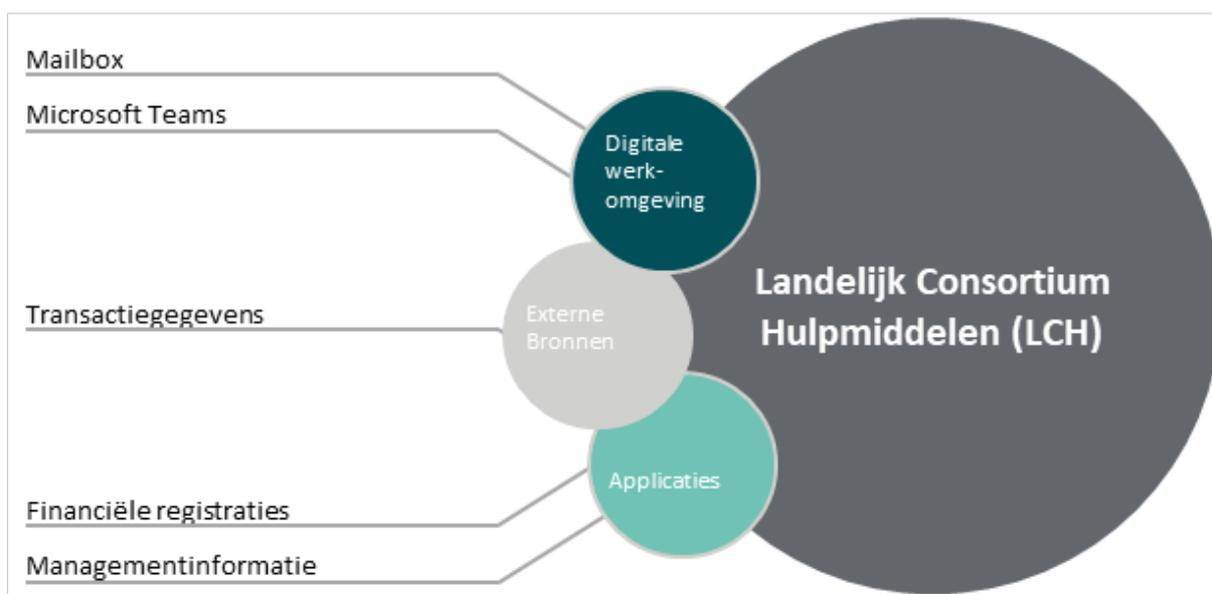 Mailbox
Microsoft Teams
Digitale
werk-
omgeving
Landelijk Consortium
Hulpmiddelen (LCH)
Transactiegegevens
Externe
Bronnen
Applicaties
Financiële registraties
Managementinformatie